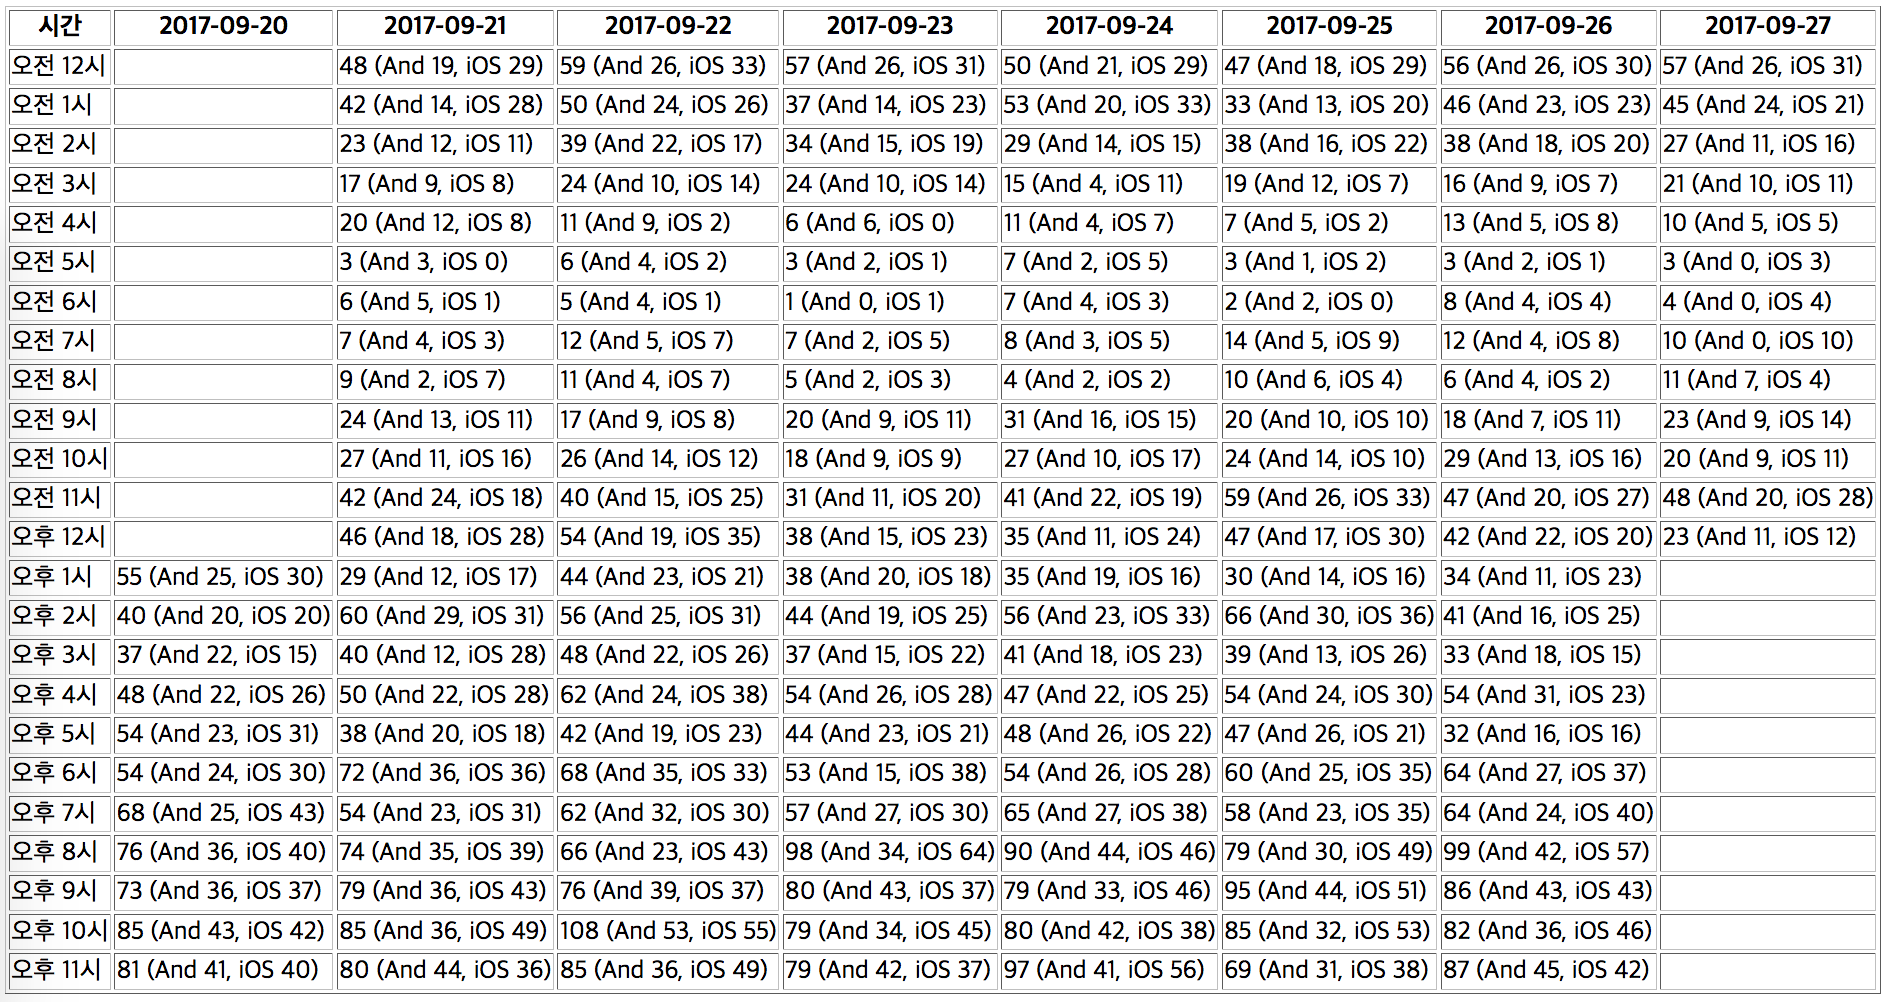 시간 2017-09-20 2017-09-21 2017-09-22 2017-09-23 2017-09-24 2017-09-25 2017-09-26 2017-09-27
오전 12시 48 (And 19, iOS 29) 59 (And 26, iOS 33) 57 (And 26, iOS 31) 50 (And 21, iOS 29) 47 (And 18, iOS 29) 56 (And 26, iOS 30) 57 (And 26, iOS 31)
오전 1시 42 (And 14, iOS 28) 50 (And 24, iOS 26) 37 (And 14, iOS 23) 53 (And 20, iOS 33) 33 (And 13, iOS 20) 46 (And 23, iOS 23) 45 (And 24, iOS 21)
오전 2시 23 (And 12, iOS 11) 39 (And 22, iOS 17) 34 (And 15, iOS 19) 29 (And 14, iOS 15) 38 (And 16, iOS 22) 38 (And 18, iOS 20) 27 (And 11, iOS 16)
오전 3시 17 (And 9, iOS 8) 24 (And 10, iOS 14) 24 (And 10, iOS 14) 15 (And 4, iOS 11) 19 (And 12, iOS 7) 16 (And 9, iOS 7) 21 (And 10, iOS 11)
오전 4시 20 (And 12, iOS 8) 11 (And 9, iOS 2) 6 (And 6, iOS 0) 11 (And 4, iOS 7) 7 (And 5, iOS 2) 13 (And 5, iOS 8) 10 (And 5, iOS 5)
오전 5시 3 (And 3, iOS 0) 6 (And 4, iOS 2) 3 (And 2, iOS 1) 7 (And 2, iOS 5) 3 (And 1, iOS 2) 3 (And 2, iOS 1) 3 (And 0, iOS 3)
오전 6시 6 (And 5, iOS 1) 5 (And 4, iOS 1) 1 (And 0, iOS 1) 7 (And 4, iOS 3) 2 (And 2, iOS 0) 8 (And 4, iOS 4) 4 (And 0, iOS 4)
오전 7시 7 (And 4, iOS 3) 12 (And 5, iOS 7) 7 (And 2, iOS 5) 8 (And 3, iOS 5) 14 (And 5, iOS 9) 12 (And 4, iOS 8) 10 (And 0, iOS 10)
오전 8시 9 (And 2, iOS 7) 11 (And 4, iOS 7) 5 (And 2, iOS 3) 4 (And 2, iOS 2) 10 (And 6, iOS 4) 6 (And 4, iOS 2) 11 (And 7, iOS 4)
오전 9시 24 (And 13, iOS 11) 17 (And 9, iOS 8) 20 (And 9, iOS 11) 31 (And 16, iOS 15) 20 (And 10, iOS 10) 18 (And 7, iOS 11) 23 (And 9, iOS 14)
오전 10시 27 (And 11, iOS 16) 26 (And 14, iOS 12) 18 (And 9, iOS 9) 27 (And 10, iOS 17) 24 (And 14, iOS 10) 29 (And 13, iOS 16) 20 (And 9, iOS 11)
오전 11시 42 (And 24, iOS 18) 40 (And 15, iOS 25) 31 (And 11, iOS 20) 41 (And 22, iOS 19) 59 (And 26, iOS 33) 47 (And 20, iOS 27) 48 (And 20, iOS 28)
오후 12시 46 (And 18, iOS 28) 54 (And 19, iOS 35) 38 (And 15, iOS 23) 35 (And 11, iOS 24) 47 (And 17, iOS 30) 42 (And 22, iOS 20) 23 (And 11, iOS 12)
오후 1시 55 (And 25, iOS 30) 29 (And 12, iOS 17) 44 (And 23, iOS 21) 38 (And 20, iOS 18) 35 (And 19, iOS 16) 30 (And 14, iOS 16) 34 (And 11, iOS 23)
오후 2시 40 (And 20, iOS 20) 60 (And 29, iOS 31) 56 (And 25, iOS 31) 44 (And 19, iOS 25) 56 (And 23, iOS 33) 66 (And 30, iOS 36) 41 (And 16, iOS 25)
오후 3시 37 (And 22, iOS 15) 40 (And 12, iOS 28) 48 (And 22, iOS 26) 37 (And 15, iOS 22) 41 (And 18, iOS 23) 39 (And 13, iOS 26) 33 (And 18, iOS 15)
오후 4시 48 (And 22, iOS 26) 50 (And 22, iOS 28) 62 (And 24, iOS 38) 54 (And 26, iOS 28) 47 (And 22, iOS 25) 54 (And 24, iOS 30) 54 (And 31, iOS 23)
오후 5시 54 (And 23, iOS 31) 38 (And 20, iOS 18) 42 (And 19, iOS 23) 44 (And 23, iOS 21) 48 (And 26, iOS 22) 47 (And 26, iOS 21) 32 (And 16, iOS 16)
오후 6시 54 (And 24, iOS 30) 72 (And 36, iOS 36) 68 (And 35, iOS 33) 53 (And 15, iOS 38) 54 (And 26, iOS 28) 60 (And 25, iOS 35) 64 (And 27, iOS 37)
오후 7시 68 (And 25, iOS 43) 54 (And 23, iOS 31) 62 (And 32, iOS 30) 57 (And 27, iOS 30) 65 (And 27, iOS 38) 58 (And 23, iOS 35) 64 (And 24, iOS 40)
오후 8시 76 (And 36, iOS 40) 74 (And 35, iOS 39) 66 (And 23, iOS 43) 98 (And 34, iOS 64) 90 (And 44, iOS 46) 79 (And 30, iOS 49) 99 (And 42, iOS 57)
오후 9시 73 (And 36, iOS 37) 79 (And 36, iOS 43) 76 (And 39, iOS 37) 80 (And 43, iOS 37) 79 (And 33, iOS 46) 95 (And 44, iOS 51) 86 (And 43, iOS 43)
오후 10시 85 (And 43, iOS 42) 85 (And 36, iOS 49) 108 (And 53, iOS 55) 79 (And 34, iOS 45) 80 (And 42, iOS 38) 85 (And 32, iOS 53) 82 (And 36, iOS 46)
오후 11시 81 (And 41, iOS 40) 80 (And 44, iOS 36) 85 (And 36, iOS 49) 79 (And 42, iOS 37) 97 (And 41, iOS 56) 69 (And 31, iOS 38) 87 (And 45, iOS 42)